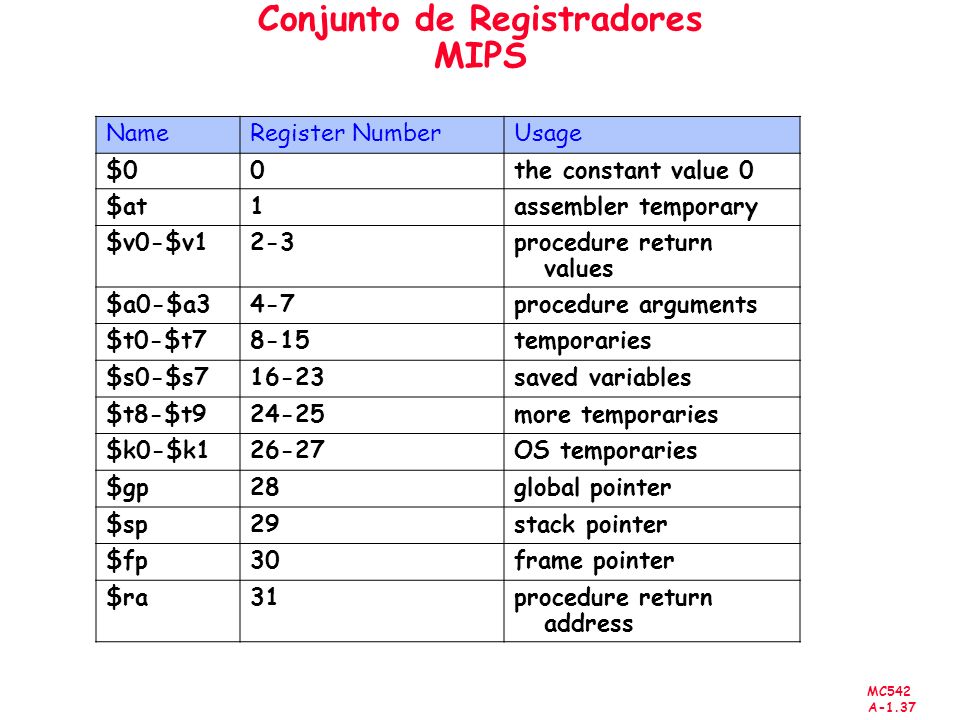 Conjunto de Registradores
MIPS
Name Register Number Usage
$0 0 the constant value 0
$at 1 assembler temporary
$v0-$v1 2-3 procedure return
values
$a0-$a3 4-7 procedure arguments
$t0-$t7 8-15 temporaries
$s0-$s7 16-23 saved variables
$t8-$t9 24-25 more temporaries
$k0-$k1 26-27 OS temporaries
$gp 28 global pointer
$sp 29 stack pointer
$fp 30 frame pointer
$ra 31 procedure return
address
MC542
A-1.37